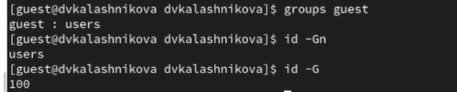 [guest@dvkalashnikova dvkalashnikova]$ groups guest
guest : users
[guest@dvkalashnikova dvkalashnikova]$ id -Gn
users
[guest@dvkalashnikova dvkalashnikova]$ id -G
100